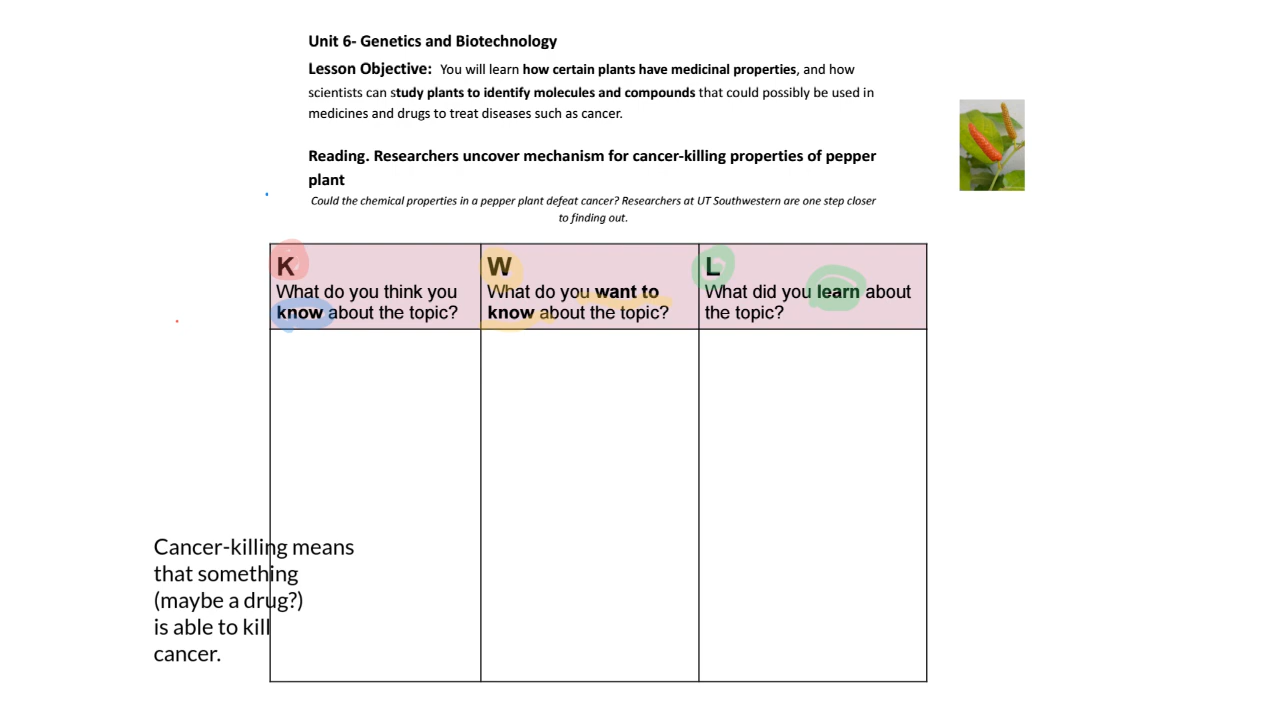 Unit 6- Genetics and Biotechnology
Lesson Objective: You will learn how certain plants have medicinal properties, and how
scientists can study plants to identify molecules and compounds that could possibly be used in
medicines and drugs to treat diseases such as cancer.
Reading. Researchers uncover mechanism for cancer-killing properties of pepper
plant
Could the chemical properties in a pepper plant defeat cancer? Researchers at UT Southwestern are one step closer
to finding out.
K
What do you think you
know about the topic?
W
What do you want to
know about the topic?
L
What did you learn about
the topic?
Cancer-killing means
that something
(maybe a drug?)
is able to kill
cancer.